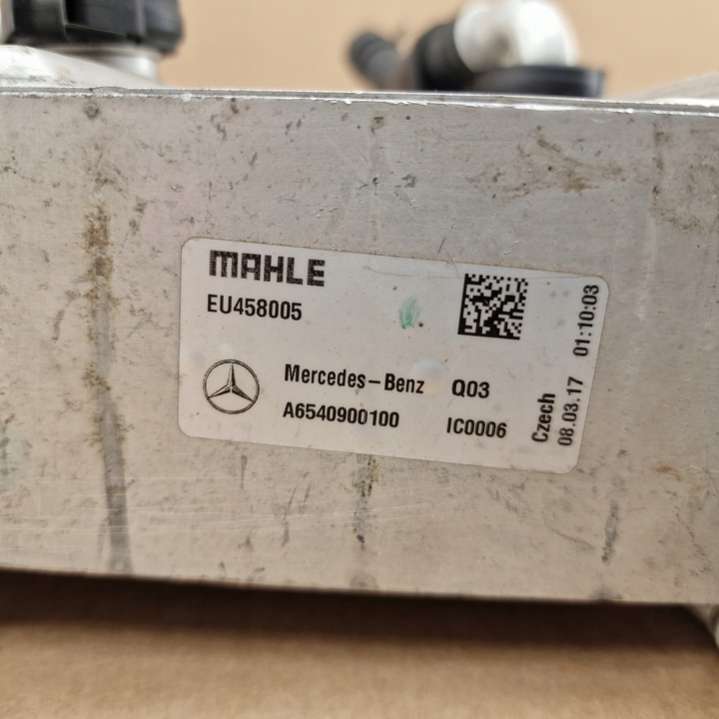 MAHLE
EU458005
Mercedes-Benz Q03
A6540900100 IC0006
Czech
08.03.17 01:10:03